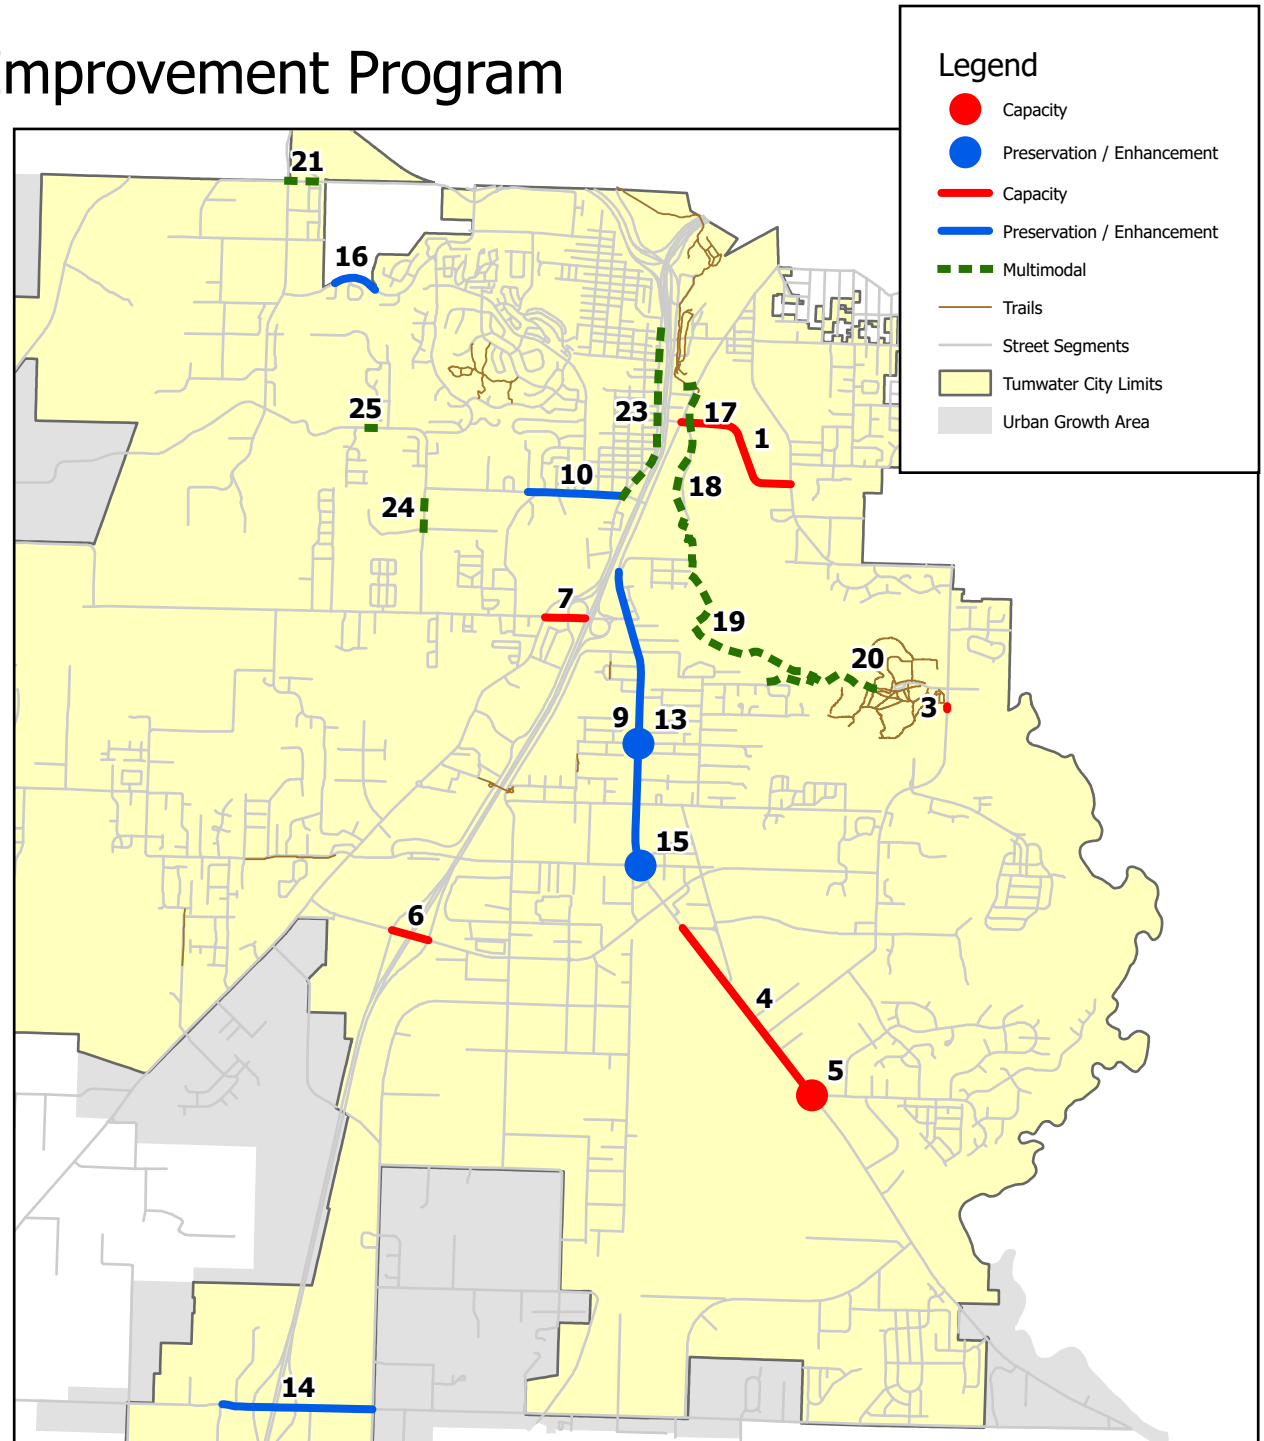 Improvement Program
Legend
Capacity
Preservation / Enhancement
Capacity
Preservation / Enhancement
Multimodal
Trails
Street Segments
Tumwater City Limits
Urban Growth Area
21
16
25
23
17
1
10
24
18
7
19
20
3
9
13
15
6
4
5
14